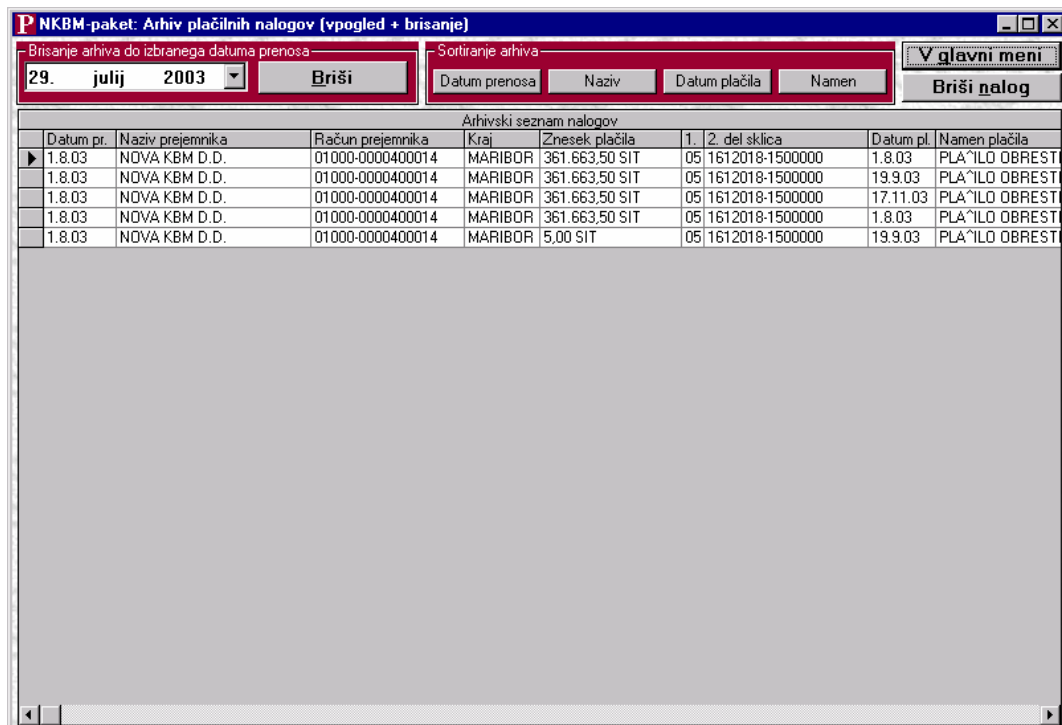 P NKBM-paket: Arhiv plačilnih nalogov (vpogled + brisanje)
Brisanje arhiva do izbranega datuma prenosa
Sortiranje arhiva
V glavni meni
29. julij 2003
Briši
Datum prenosa Naziv Datum plačila Namen
Briši nalog
Arhivski seznam nalogov
Datum pr. Naziv prejemnika Račun prejemnika Kraj Znesek plačila 1. 2. del sklica Datum pl. Namen plačila
1.8.03 NOVA KBM D.D. 01000-0000400014 MARIBOR 361.663,50 SIT 05 1612018-1500000 1.8.03 PLA^ILO OBRESTI
1.8.03 NOVA KBM D.D. 01000-0000400014 MARIBOR 361.663,50 SIT 05 1612018-1500000 19.9.03 PLA^ILO OBRESTI
1.8.03 NOVA KBM D.D. 01000-0000400014 MARIBOR 361.663,50 SIT 05 1612018-1500000 17.11.03 PLA^ILO OBRESTI
1.8.03 NOVA KBM D.D. 01000-0000400014 MARIBOR 361.663,50 SIT 05 1612018-1500000 1.8.03 PLA^ILO OBRESTI
1.8.03 NOVA KBM D.D. 01000-0000400014 MARIBOR 5,00 SIT 05 1612018-1500000 19.9.03 PLA^ILO OBRESTI